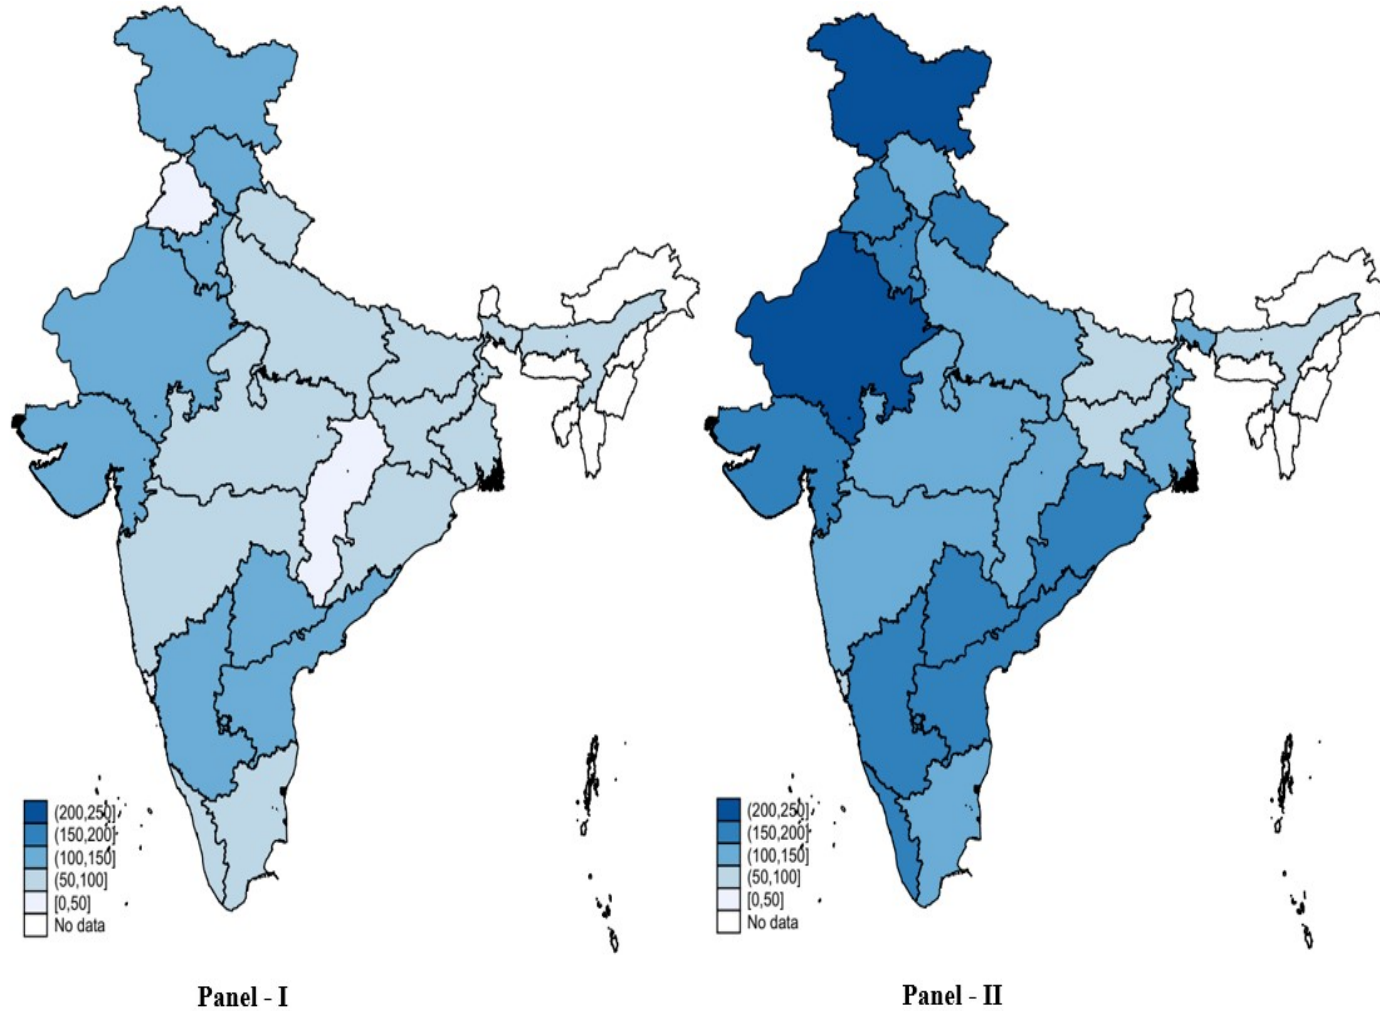 (200,250]
(150,200]
(100,150]
(50,100]
[0,50]
No data
(200,250]
(150,200]
(100,150]
(50,100]
[0,50]
No data
Panel - I
Panel - II